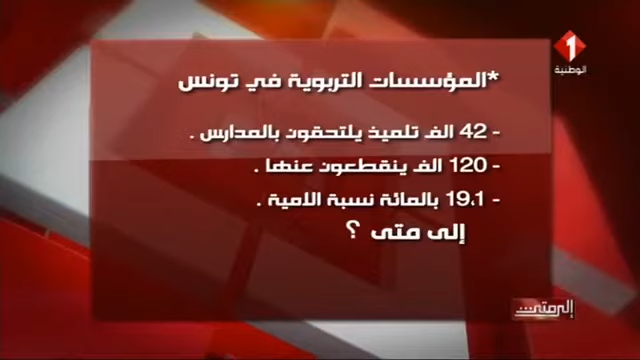 1
الوطنية
*المؤسسات التربوية في تونس
- 42 الف تلميذ يلتحقون بالمدارس .
- 120 الف ينقطعون عنها .
- 19،1 بالمائة نسبة الامية .
إلى متى ؟
إلى متى...